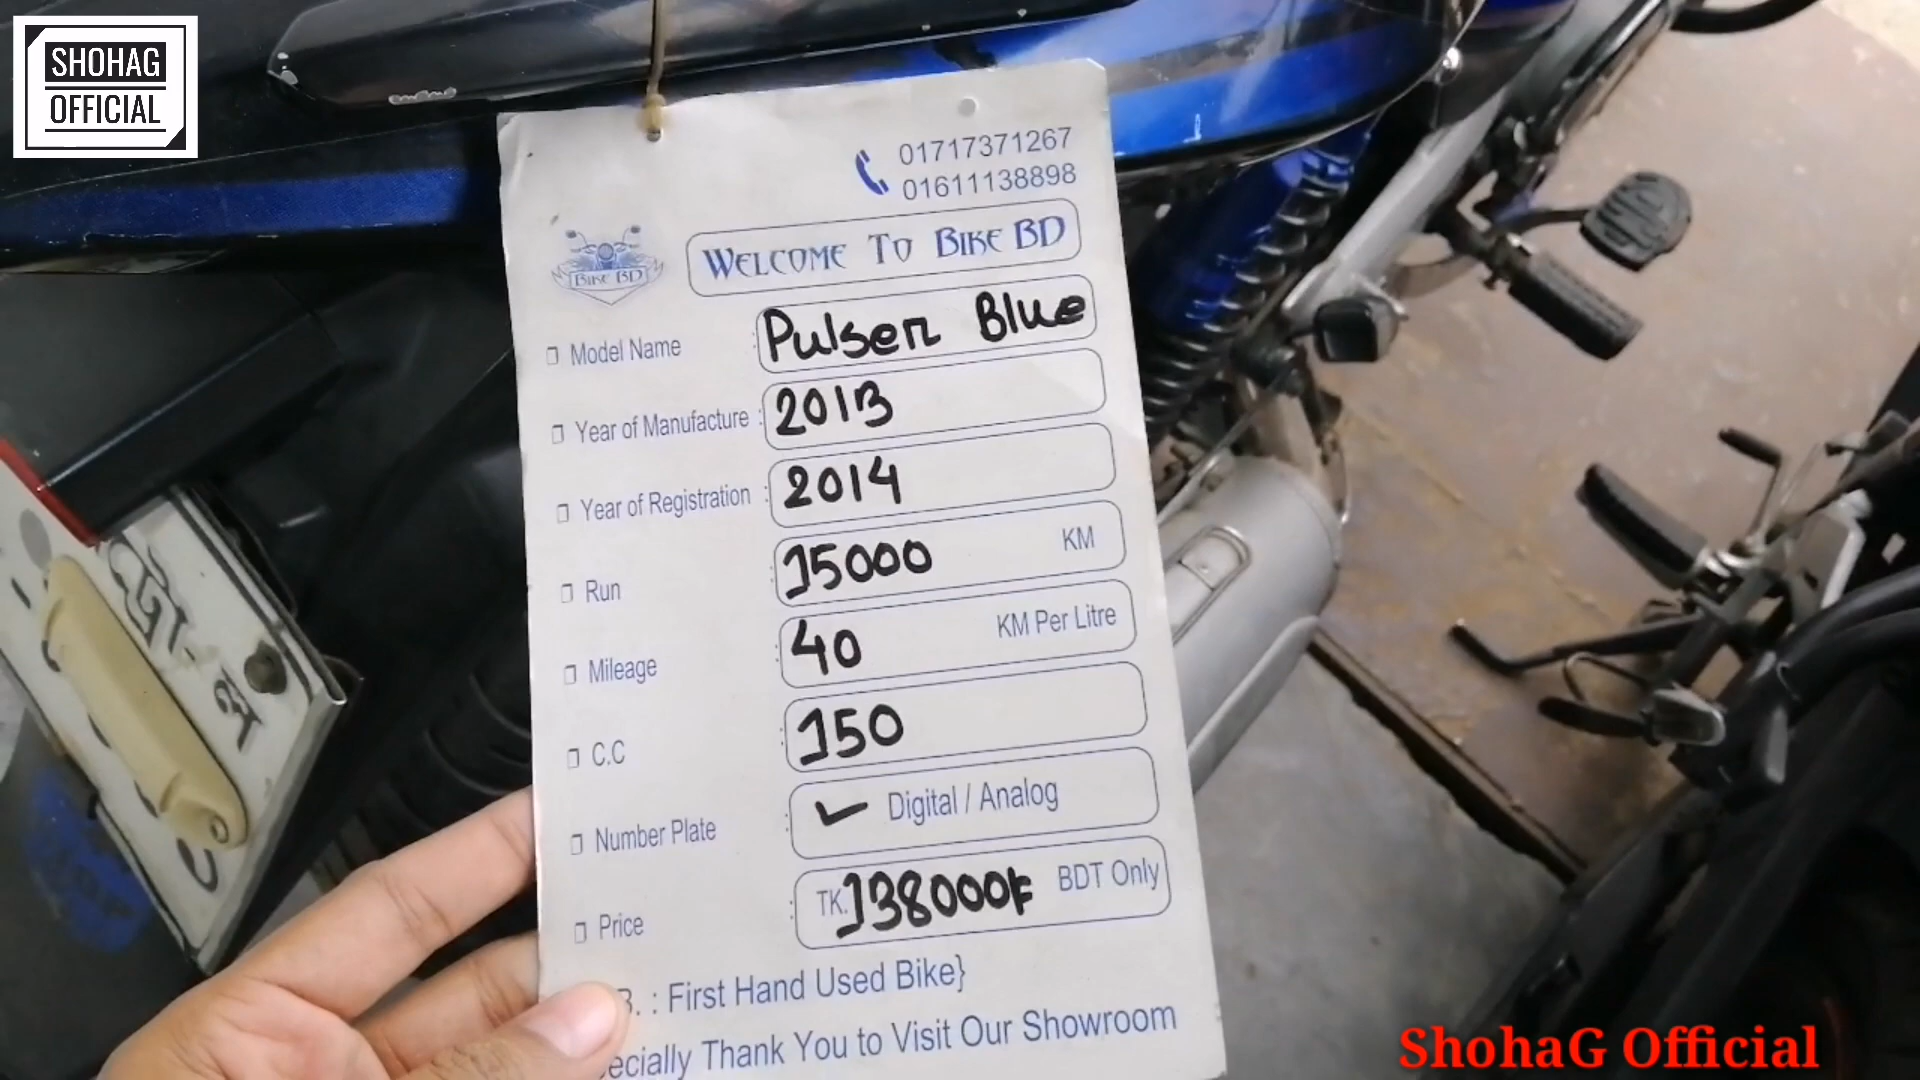 SHOHAG
OFFICIAL
01717371267
01611138898
BIKE BD
WELCOME TO BIKE BD
Model Name : Pulser Blue
Year of Manufacture : 2013
Year of Registration : 2014
Run : 15000 KM
Mileage : 40 KM Per Litre
C.C : 150
Number Plate : ✓ Digital / Analog
Price : TK. 138000 BDT Only
B. : First Hand Used Bike}
ecially Thank You to Visit Our Showroom
ShohaG Official